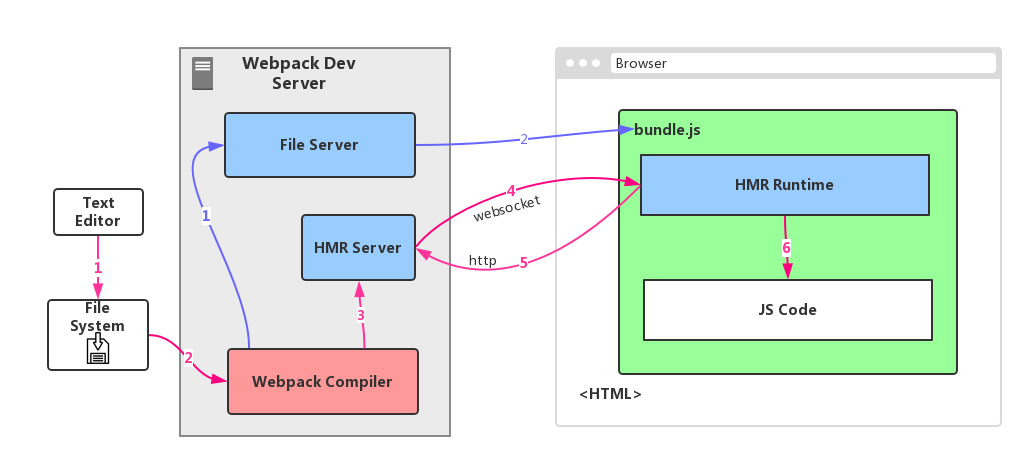 Webpack Dev
Server
Browser
File Server
2
bundle.js
HMR Runtime
4
websocket
Text
Editor
1
HMR Server
6
http
5
1
File
System
3
JS Code
2
Webpack Compiler
<HTML>